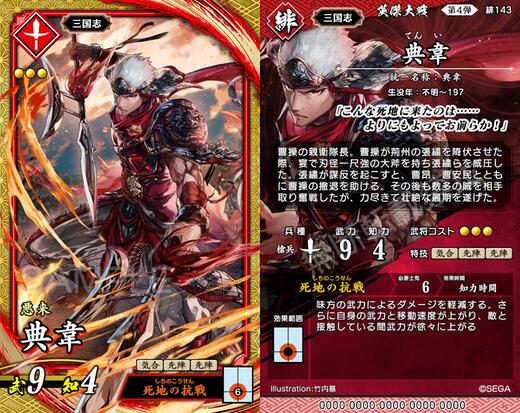 三国志
悪来
典韋
武9 知4
気合 先陣 先陣
しちのこうせん
死地の抗戦
6
緋
三国志
英傑大戦
第4弾
緋143
てんい
典韋
統一名称:典韋
生没年:不明~197
「こんな死地に来たのは……
よりにもよってお前らか!」
曹操の親衛隊長。曹操が荊州の張繡を降伏させた
際、宴で刃径一尺強の大斧を持ち張繡らを威圧し
た。張繡が謀反を起こすと、曹昂、曹安民ととも
に曹操の撤退を助ける。その後も数多の賊を相手
取り奮戦したが、力尽きて壮絶な最期を遂げた。
兵種 武力 知力 武将コスト
槍兵 9 4
特技 気合 先陣 先陣
しちのこうせん
死地の抗戦
必要士気 6
効果時間 知力時間
効果範囲
味方の武力によるダメージを軽減する。さ
らに自身の武力と移動速度が上がり、敵と
接触している間武力が徐々に上がる
Illustration:竹内基
©SEGA
0000 0000 0000 0000 0000